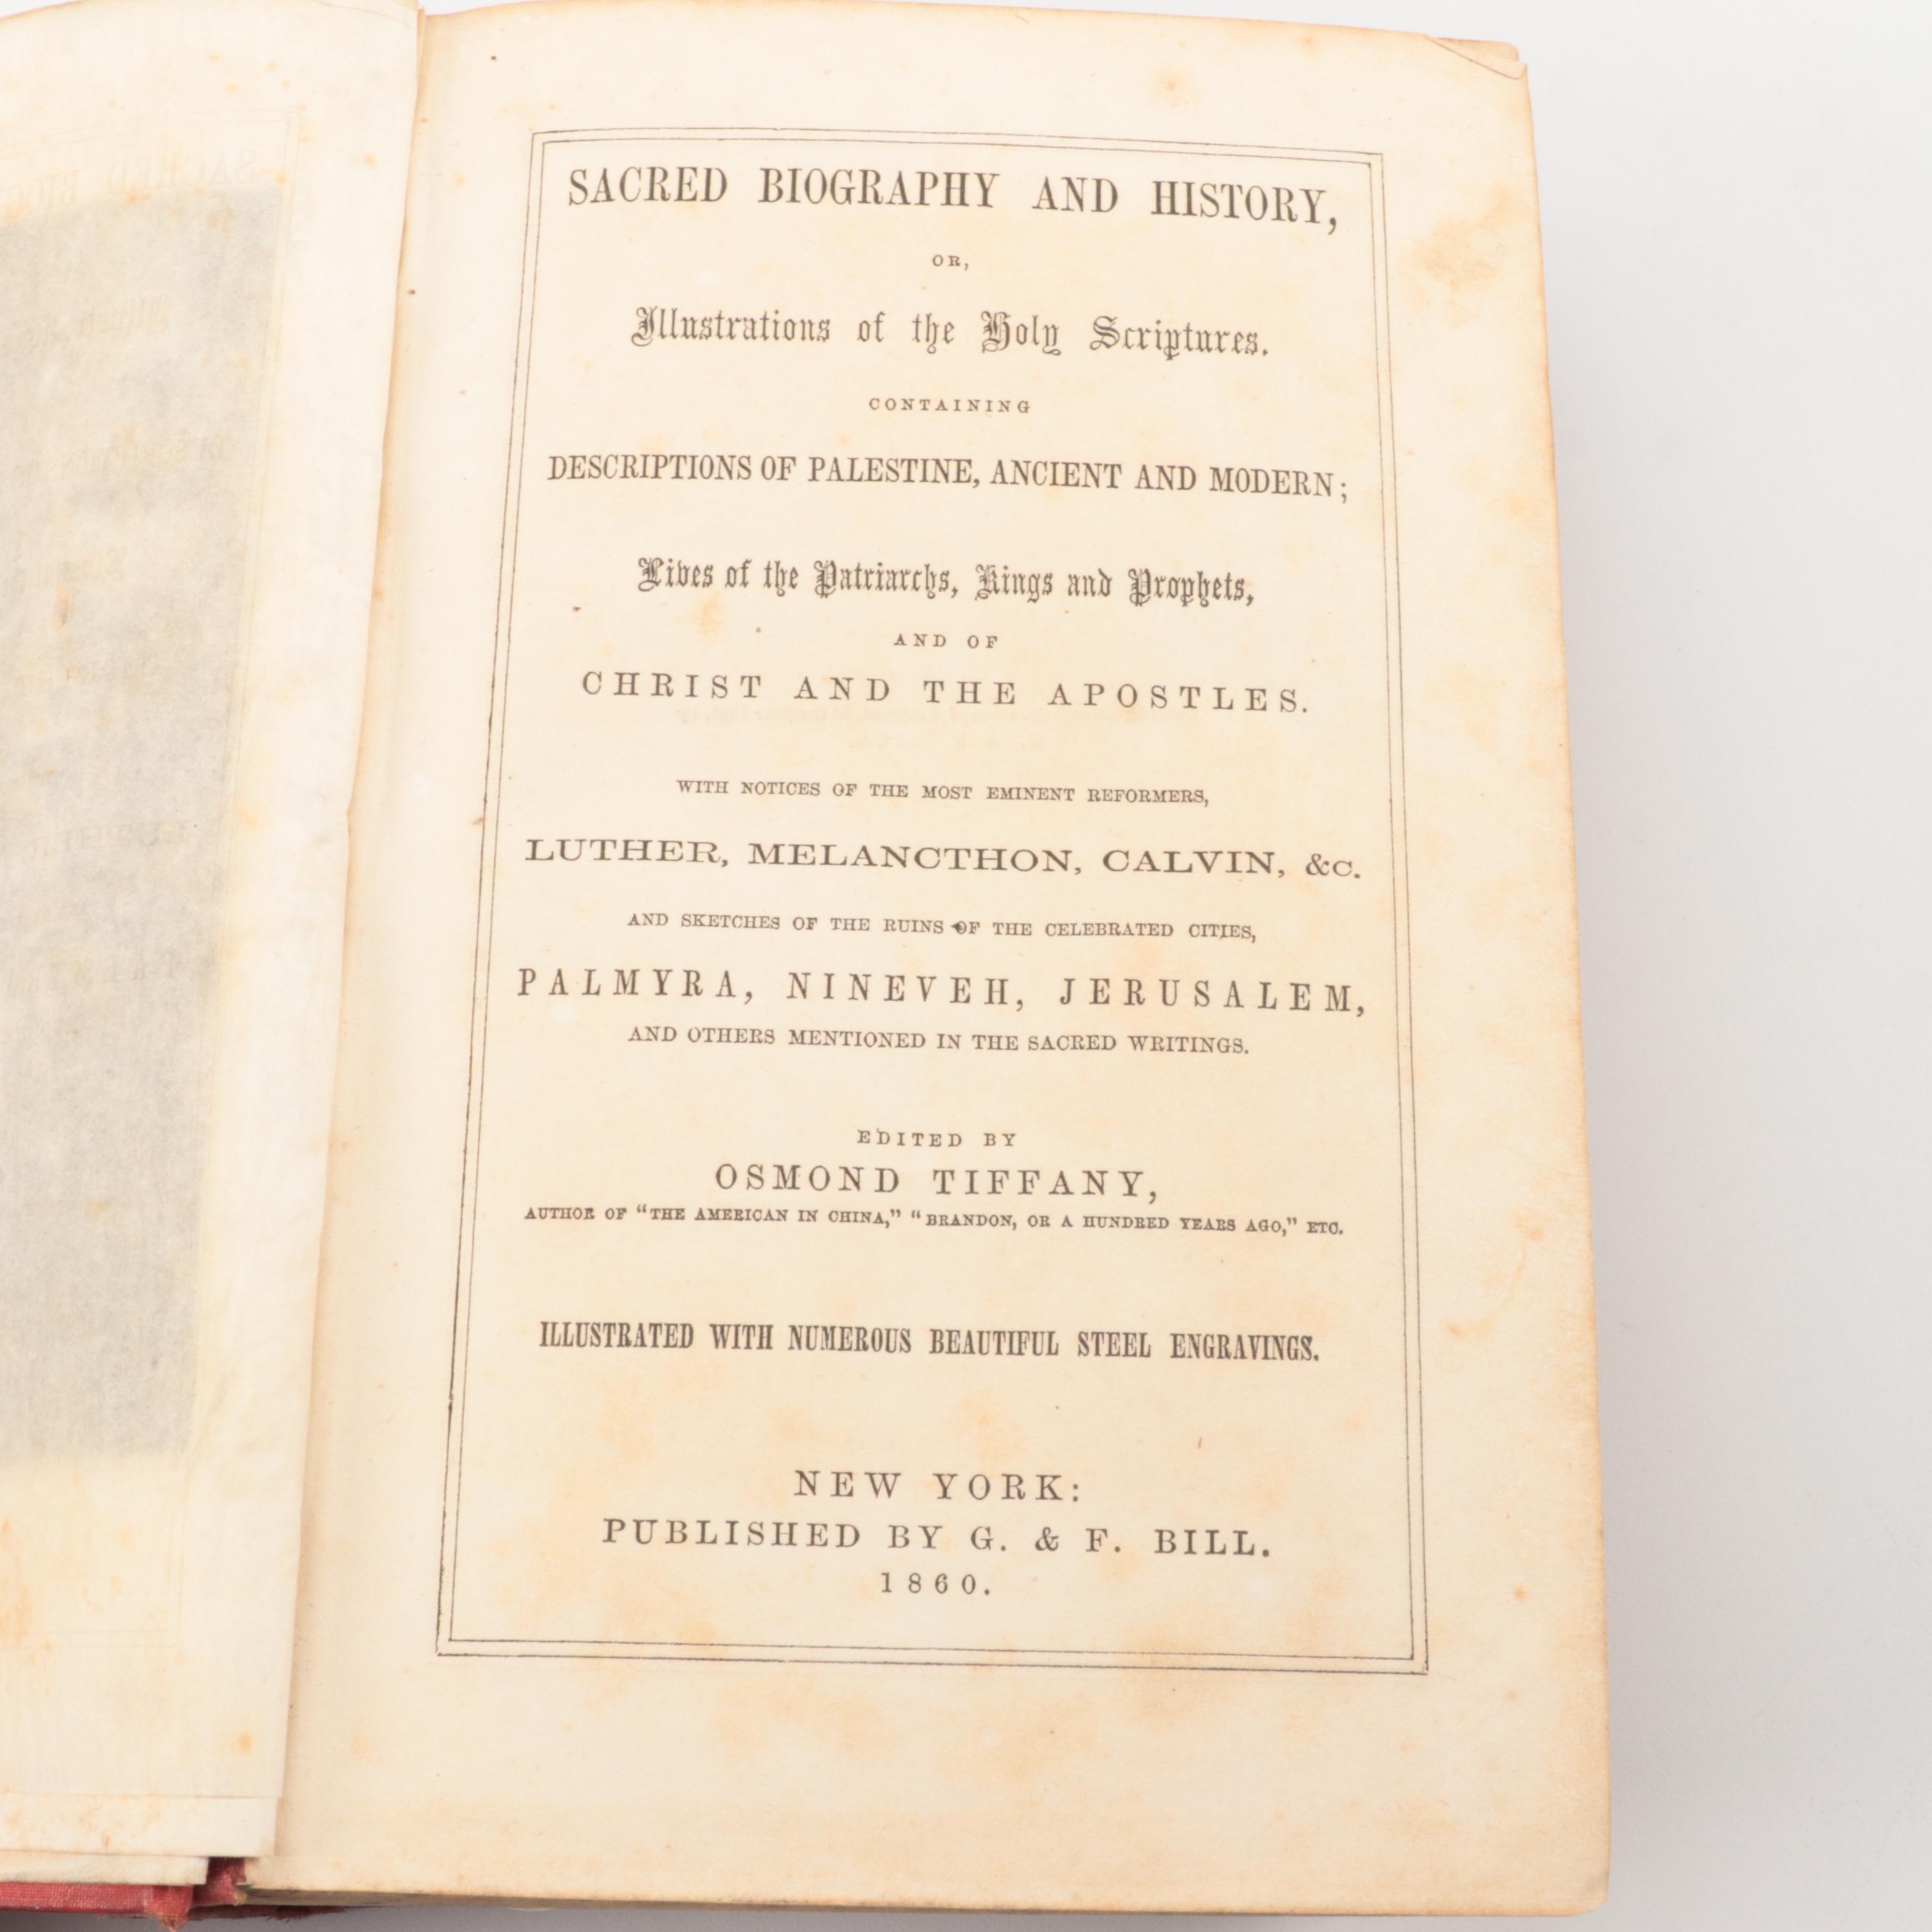 SACRED BIOGRAPHY AND HISTORY,
OR,
Illustrations of the Holy Scriptures.
CONTAINING
DESCRIPTIONS OF PALESTINE, ANCIENT AND MODERN;
Lives of the Patriarchs, Kings and Prophets,
AND OF
CHRIST AND THE APOSTLES.
WITH NOTICES OF THE MOST EMINENT REFORMERS,
LUTHER, MELANCTHON, CALVIN, &C.
AND SKETCHES OF THE RUINS OF THE CELEBRATED CITIES,
PALMYRA, NINEVEH, JERUSALEM,
AND OTHERS MENTIONED IN THE SACRED WRITINGS.
EDITED BY
OSMOND TIFFANY,
AUTHOR OF "THE AMERICAN IN CHINA," "BRANDON, OR A HUNDRED YEARS AGO," ETC.
ILLUSTRATED WITH NUMEROUS BEAUTIFUL STEEL ENGRAVINGS.
NEW YORK:
PUBLISHED BY G. & F. BILL.
1860.